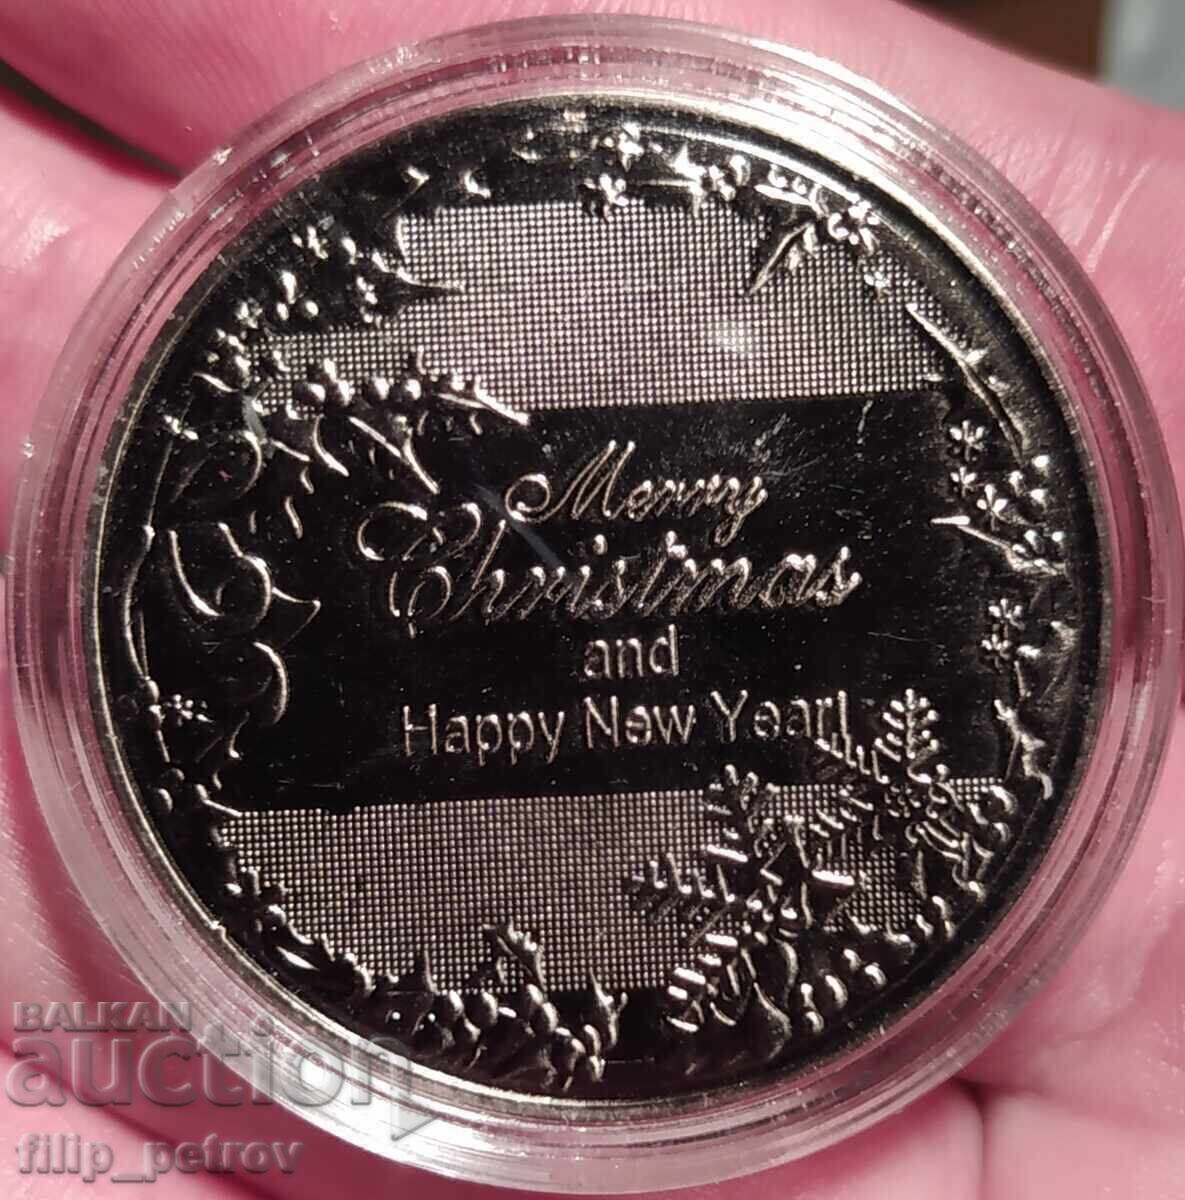 Merry
Christmas
and
Happy New Year!
BALKAN
auction
filip_petrov